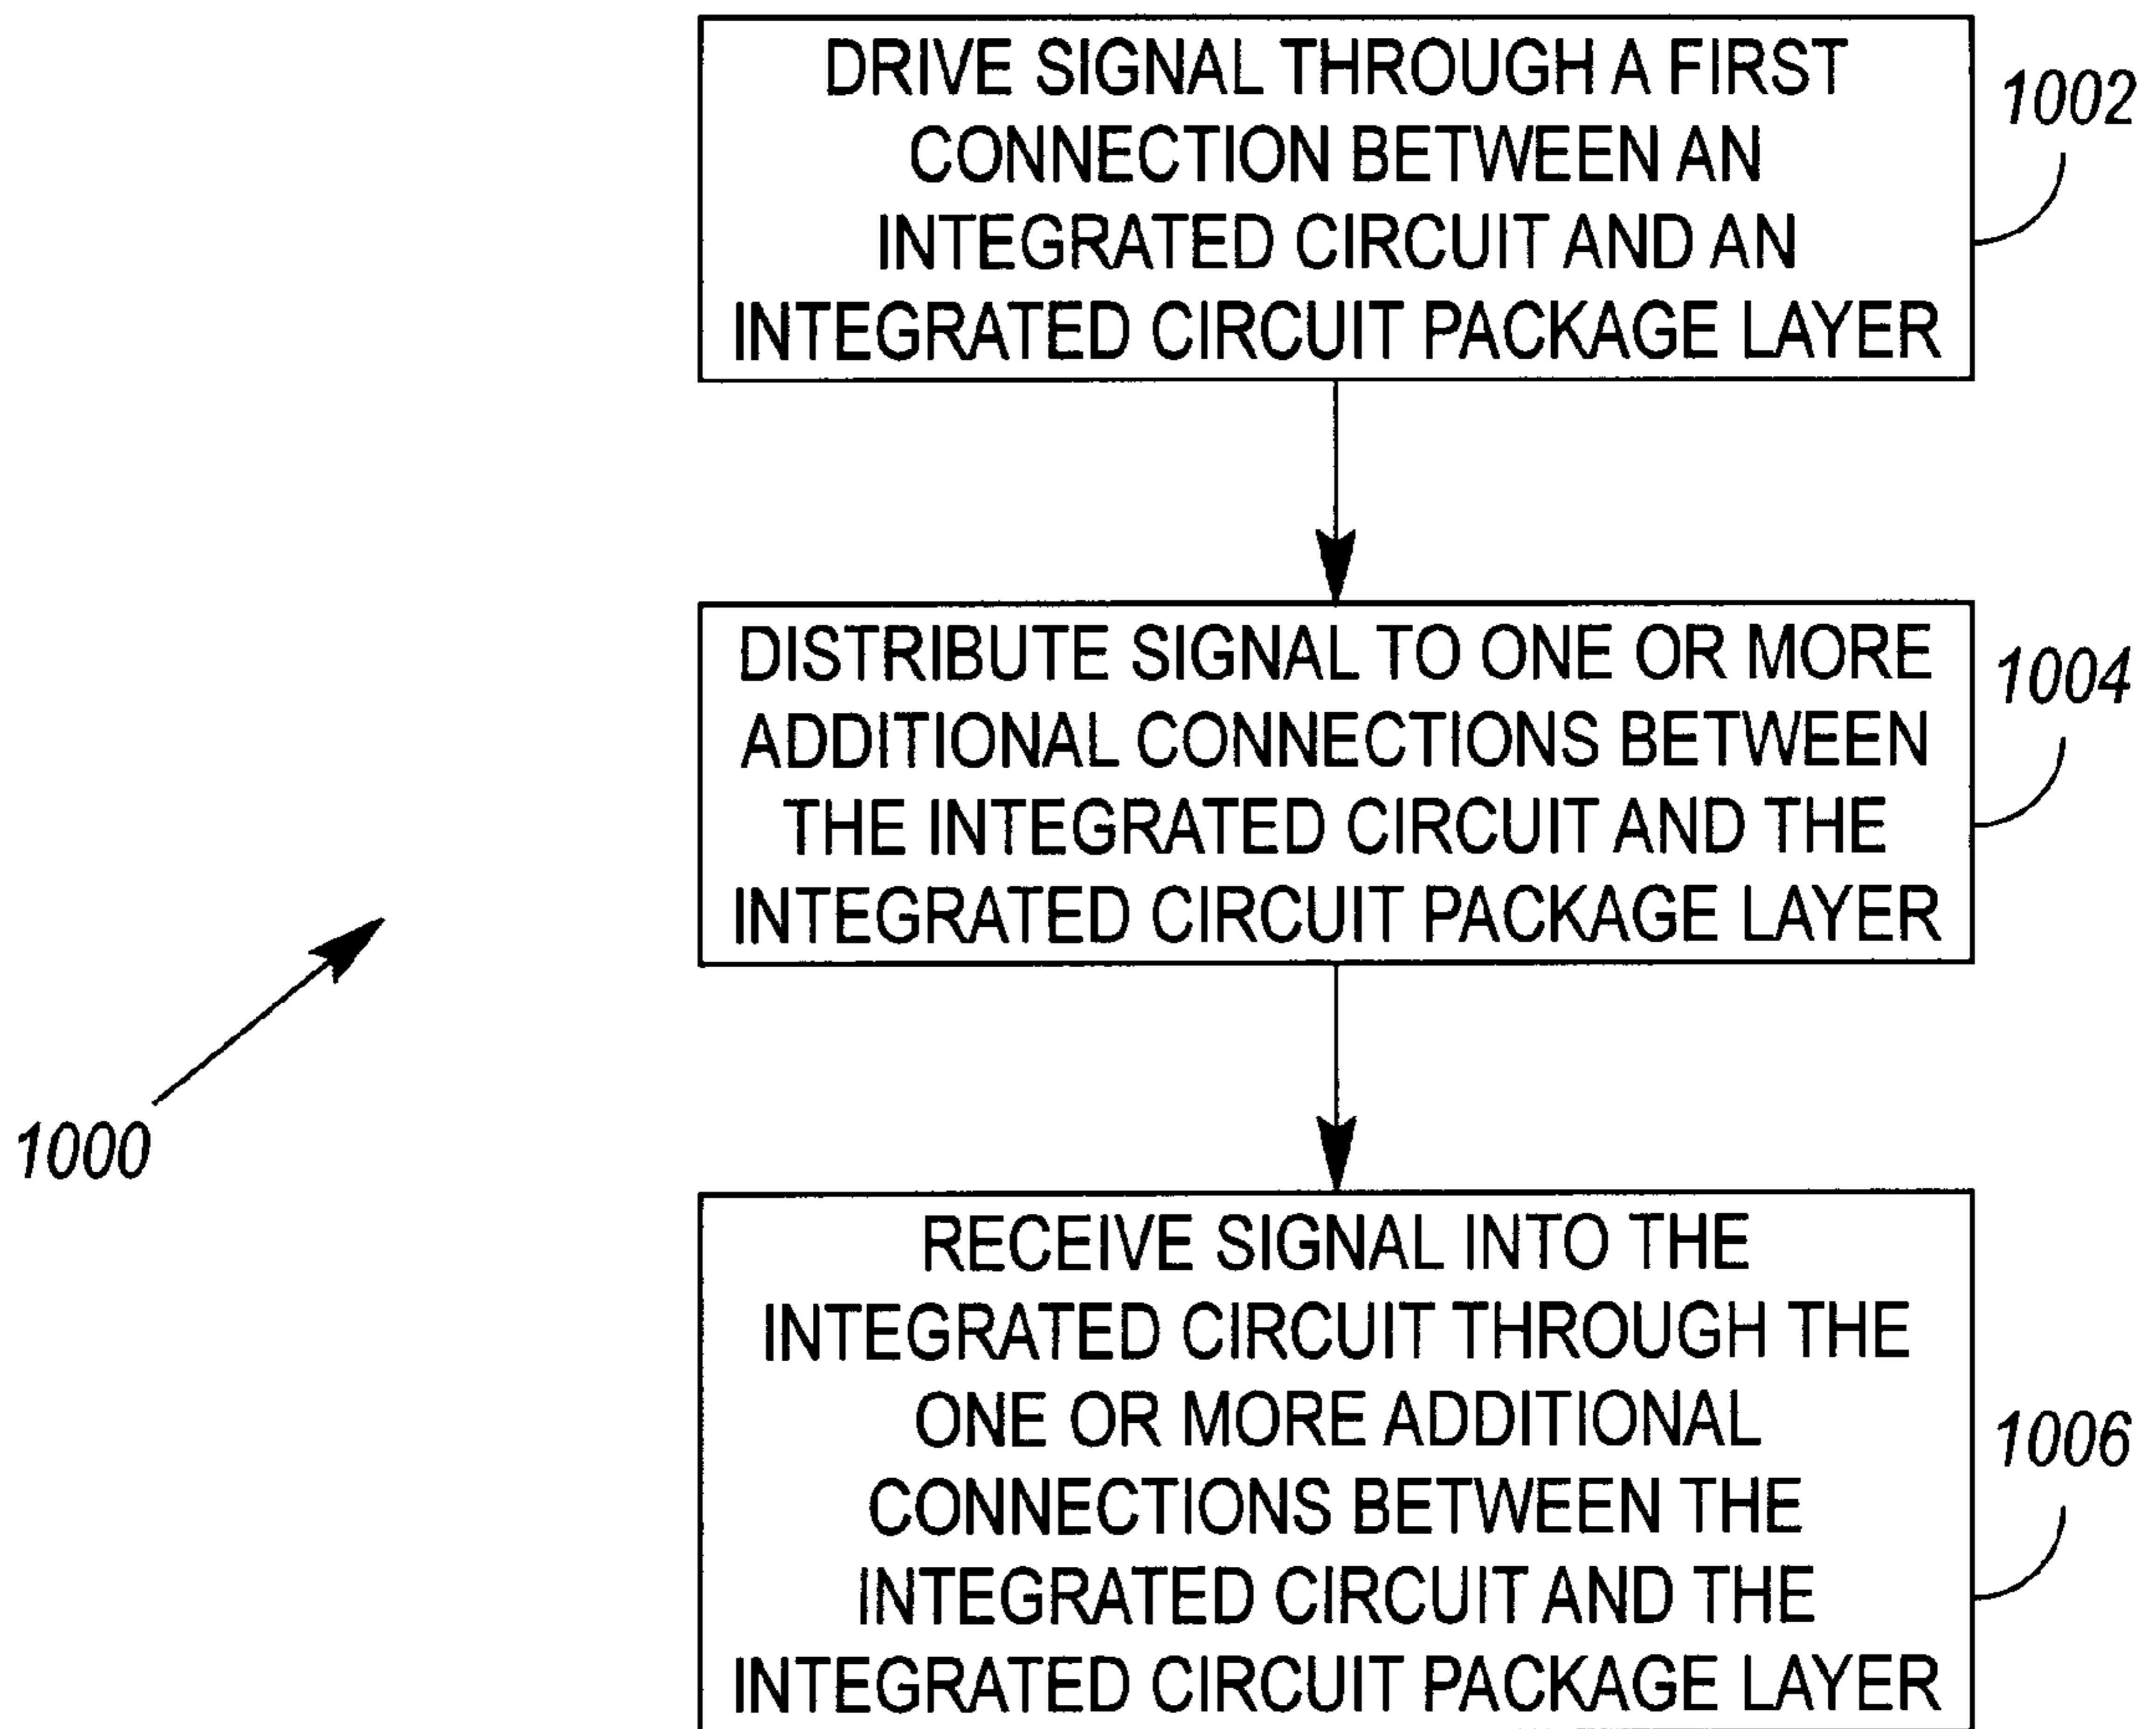 DRIVE SIGNAL THROUGH A FIRST
CONNECTION BETWEEN AN
INTEGRATED CIRCUIT AND AN
INTEGRATED CIRCUIT PACKAGE LAYER
1002
DISTRIBUTE SIGNAL TO ONE OR MORE
ADDITIONAL CONNECTIONS BETWEEN
THE INTEGRATED CIRCUIT AND THE
INTEGRATED CIRCUIT PACKAGE LAYER
1004
1000
RECEIVE SIGNAL INTO THE
INTEGRATED CIRCUIT THROUGH THE
ONE OR MORE ADDITIONAL
CONNECTIONS BETWEEN THE
INTEGRATED CIRCUIT AND THE
INTEGRATED CIRCUIT PACKAGE LAYER
1006